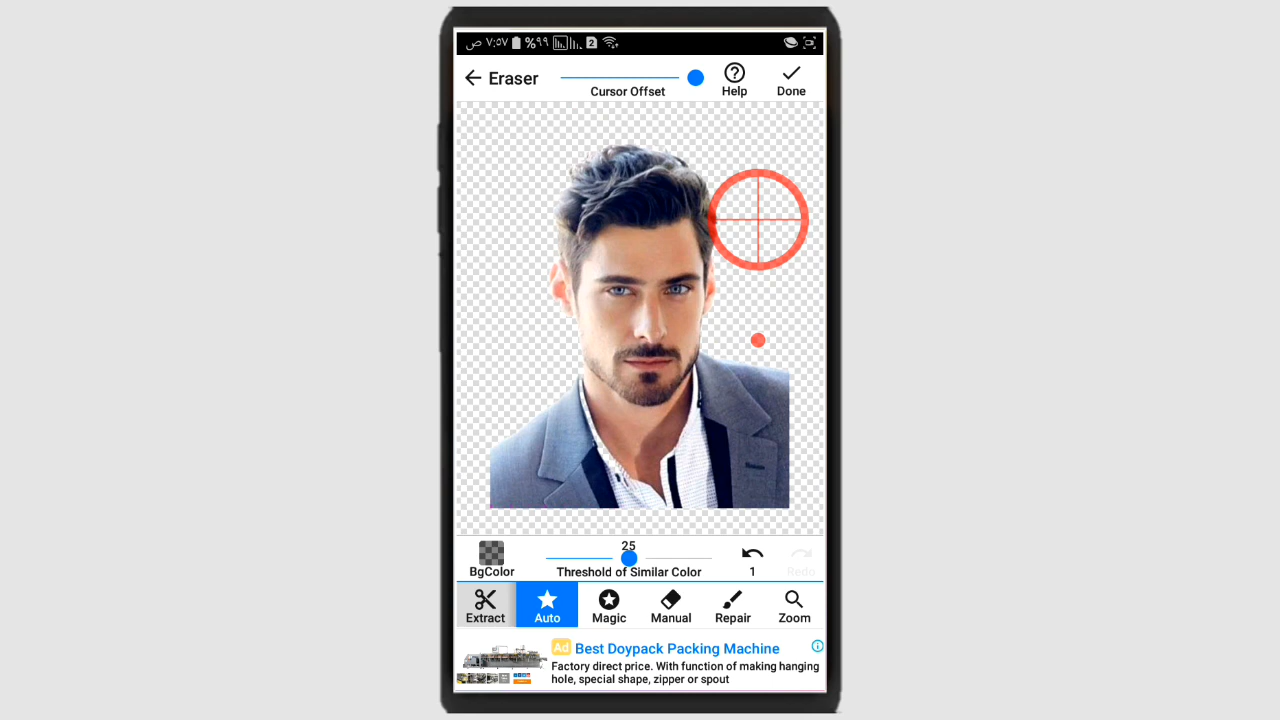 ص ٧:٥٧ %٩٩ 2
Eraser
Cursor Offset
Help
Done
25
BgColor
Threshold of Similar Color
1
Redo
Extract
Auto
Magic
Manual
Repair
Zoom
Ad Best Doypack Packing Machine
Factory direct price. With function of making hanging
hole, special shape, zipper or spout